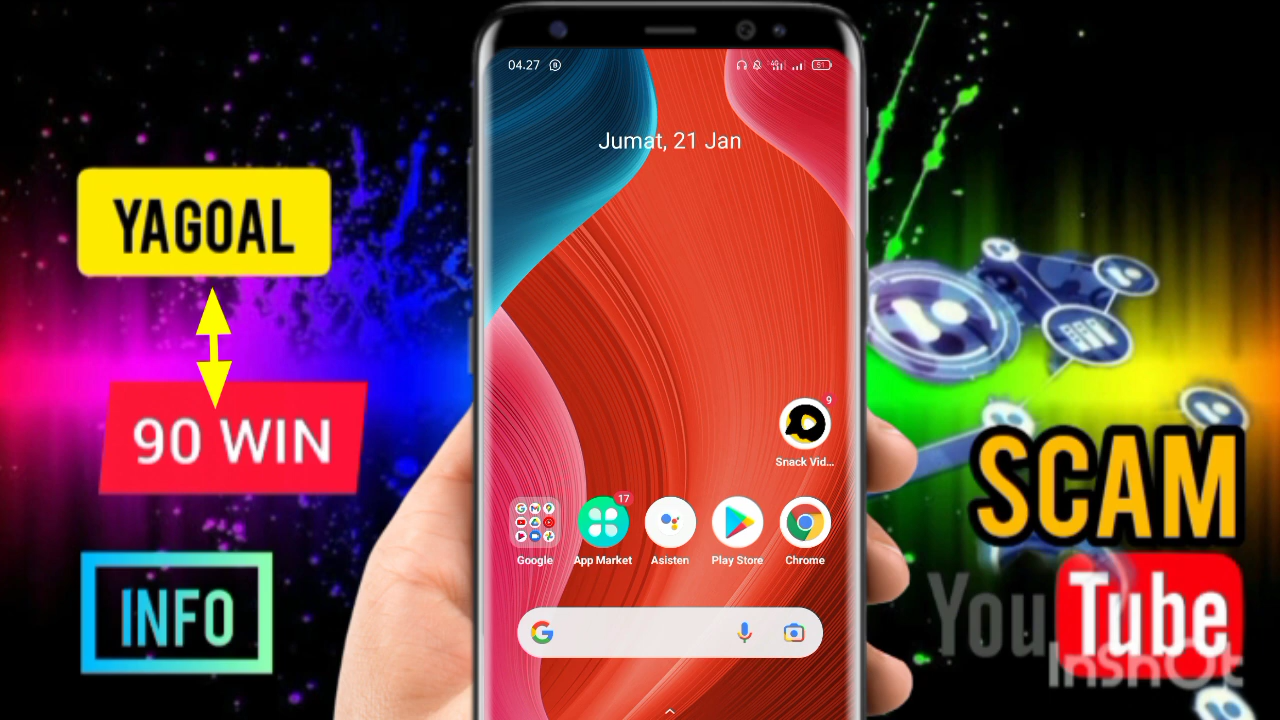 04.27
51
Jumat, 21 Jan
YAGOAL
90 WIN
INFO
9
Snack Vid...
17
Google
App Market
Asisten
Play Store
Chrome
SCAM
YouTube
InShOt